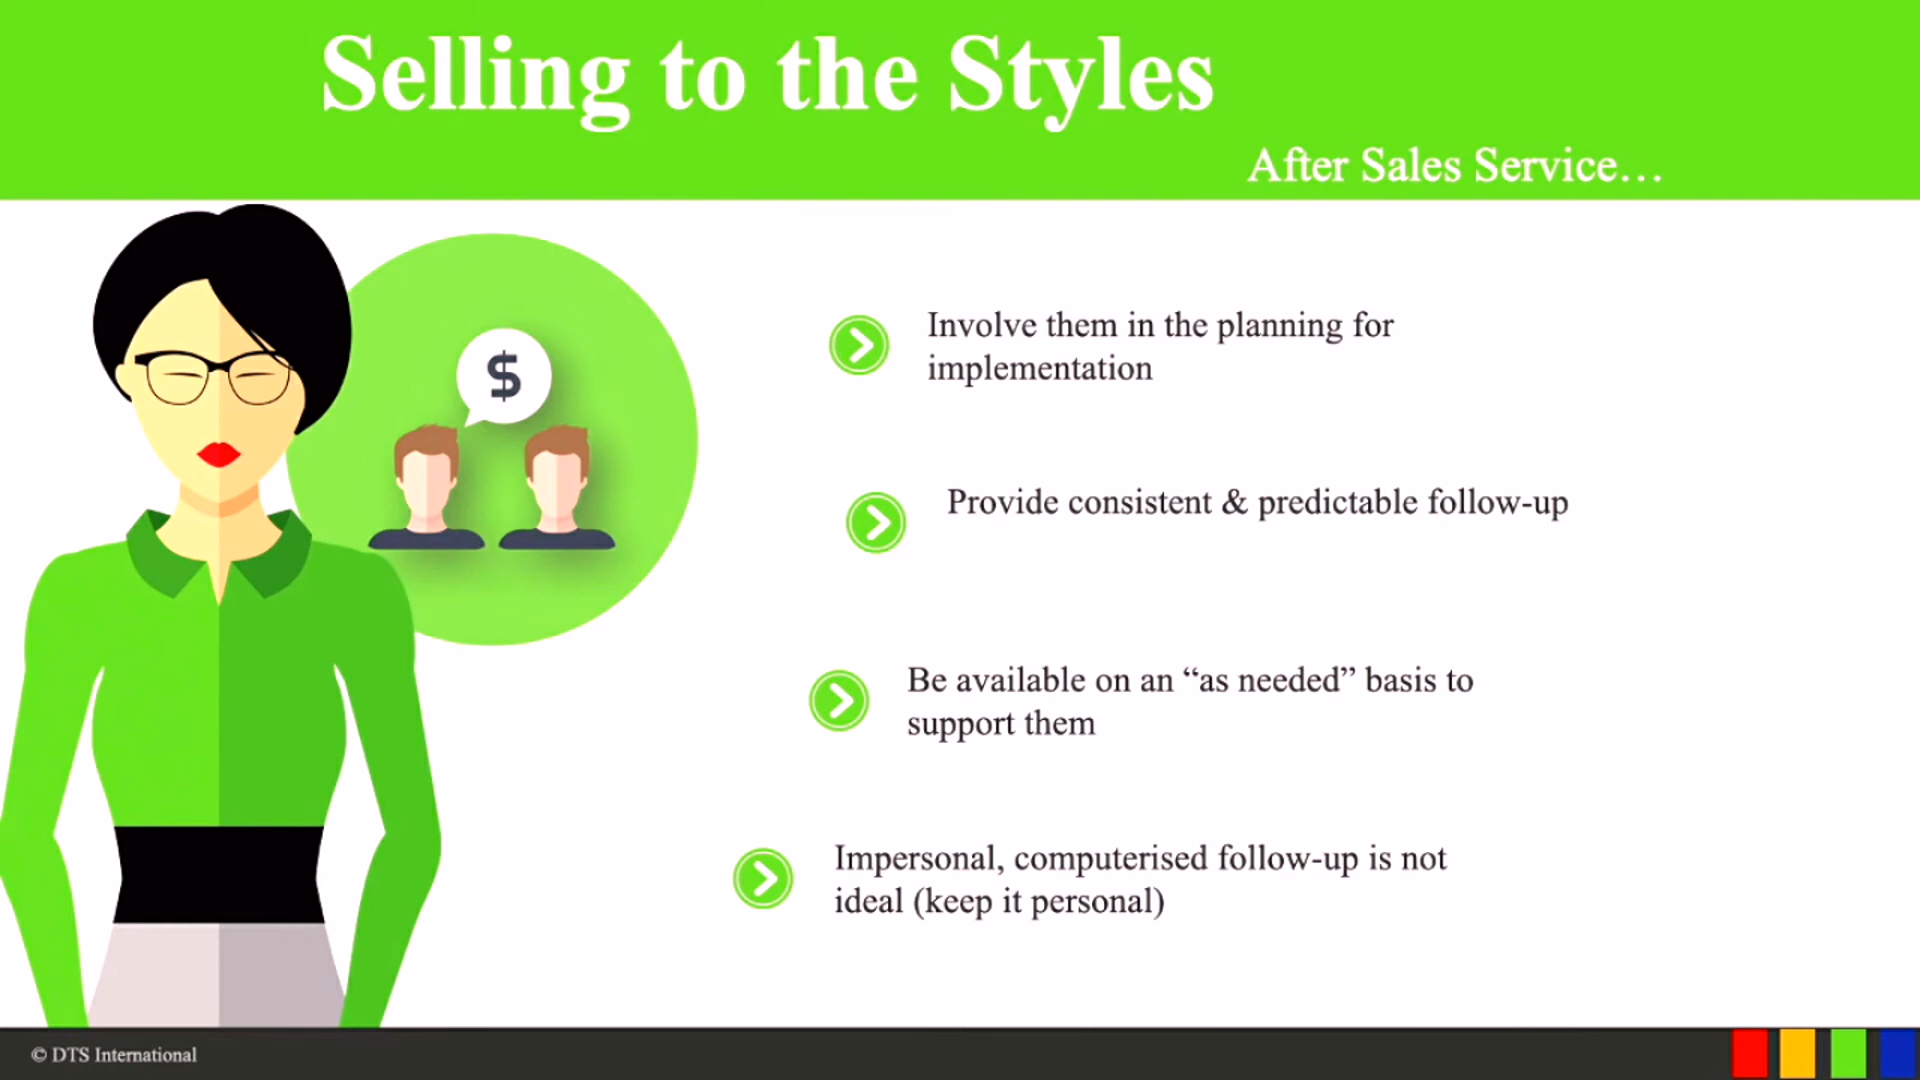 Selling to the Styles
After Sales Service…
$
Involve them in the planning for
implementation
Provide consistent & predictable follow-up
Be available on an “as needed” basis to
support them
Impersonal, computerised follow-up is not
ideal (keep it personal)
© DTS International